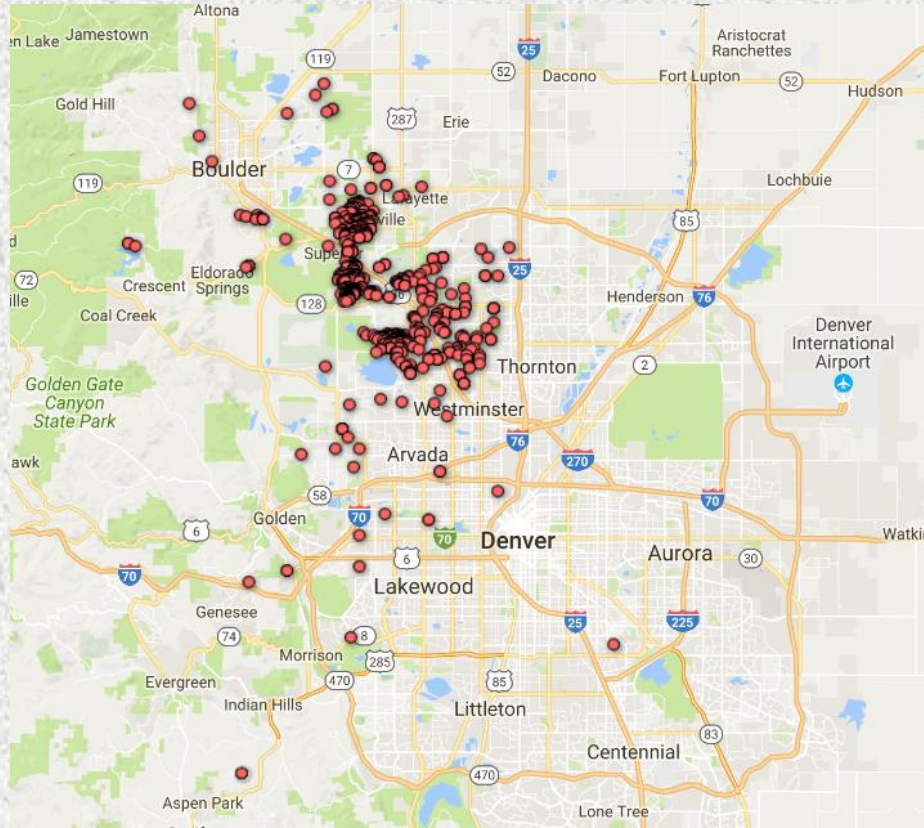 Altona
en Lake
Jamestown
25
Aristocrat
Ranchettes
119
52
Dacono
Fort Lupton
52
Gold Hill
Hudson
287
Erie
Boulder
7
119
Lochbuie
Lafayette
ville
85
d
Supe
Eldorado
Springs
25
72
Crescent
ville
128
Henderson
76
Coal Creek
Denver
International
Airport
Thornton
2
Golden Gate
Canyon
State Park
Westminster
76
awk
Arvada
270
58
70
Golden
70
6
Denver
Watkin
70
Aurora
30
6
70
Lakewood
Genesee
25
225
74
8
Morrison
285
Evergreen
470
85
Indian Hills
Littleton
83
Centennial
470
Aspen Park
Lone Tree